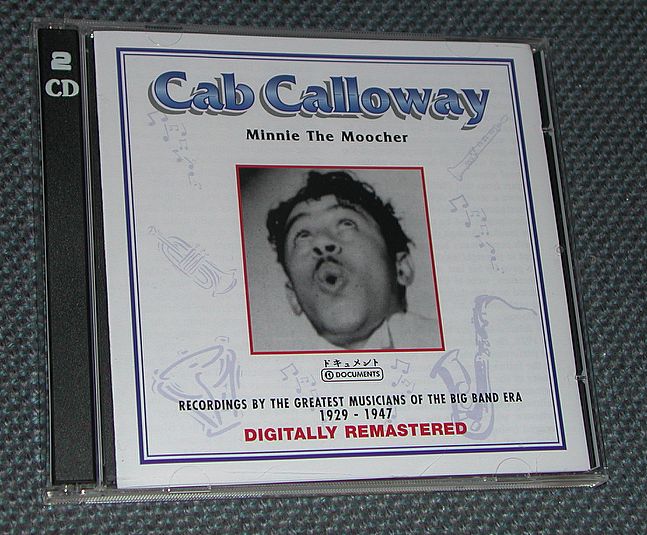 2
CD
Cab Calloway
Minnie The Moocher
ドキュメント
DOCUMENTS
RECORDINGS BY THE GREATEST MUSICIANS OF THE BIG BAND ERA
1929 - 1947
DIGITALLY REMASTERED